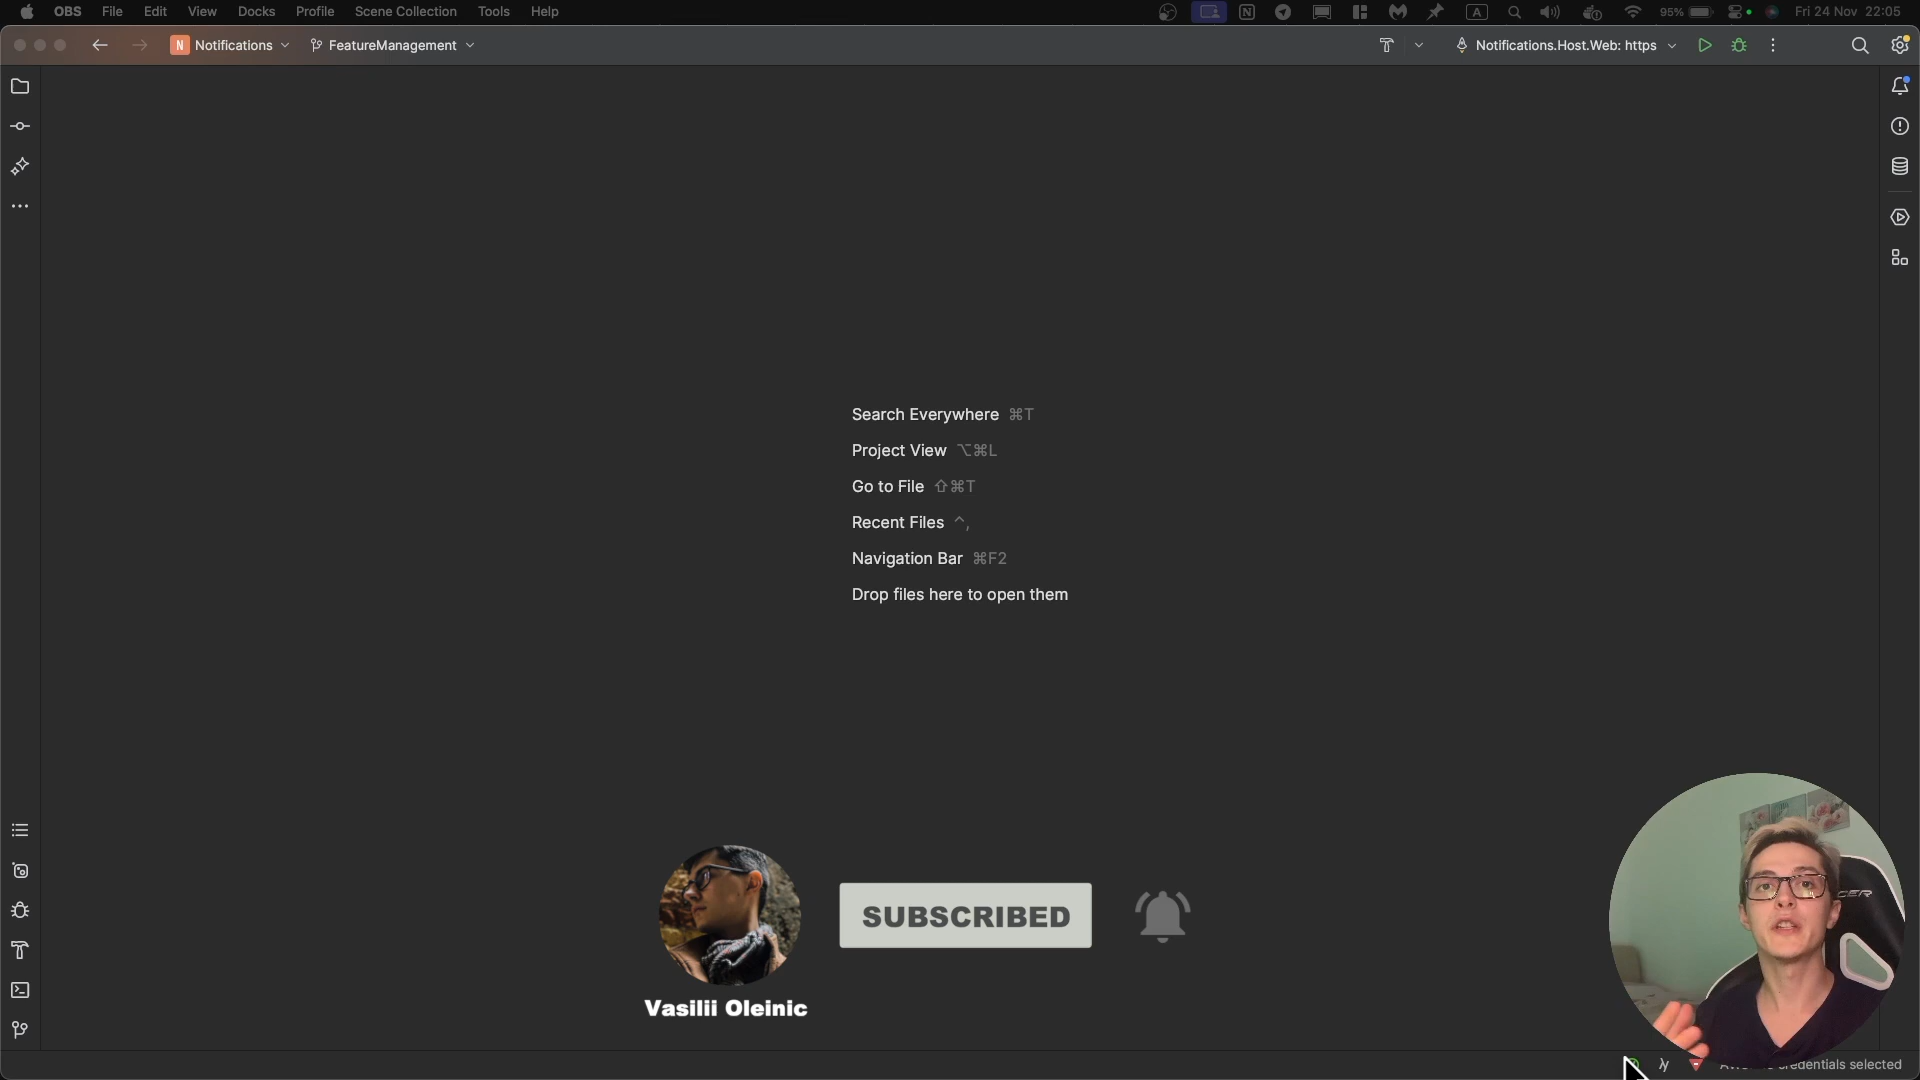 OBS File Edit View Docks Profile Scene Collection Tools Help A 95% Fri 24 Nov 22:05
N Notifications FeatureManagement Notifications.Host.Web: https
Search Everywhere ⌘T
Project View ⌥⌘L
Go to File ⇧⌘T
Recent Files ^,
Navigation Bar ⌘F2
Drop files here to open them
SUBSCRIBED
Vasilii Oleinic
CER
credentials selected